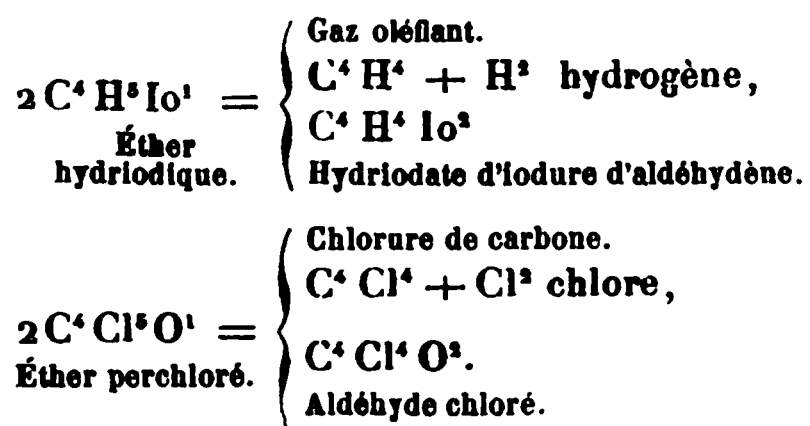 Gaz oléfiant.
2 C⁴ H⁵ Io¹ = { C⁴ H⁴ + H² hydrogène,
C⁴ H⁴ Io²
Éther
hydriodique.
Hydriodate d'iodure d'aldéhydène.
Chlorure de carbone.
C⁴ Cl⁴ + Cl² chlore,
2 C⁴ Cl⁵ O¹ = {
C⁴ Cl⁴ O².
Éther perchloré.
Aldéhyde chloré.